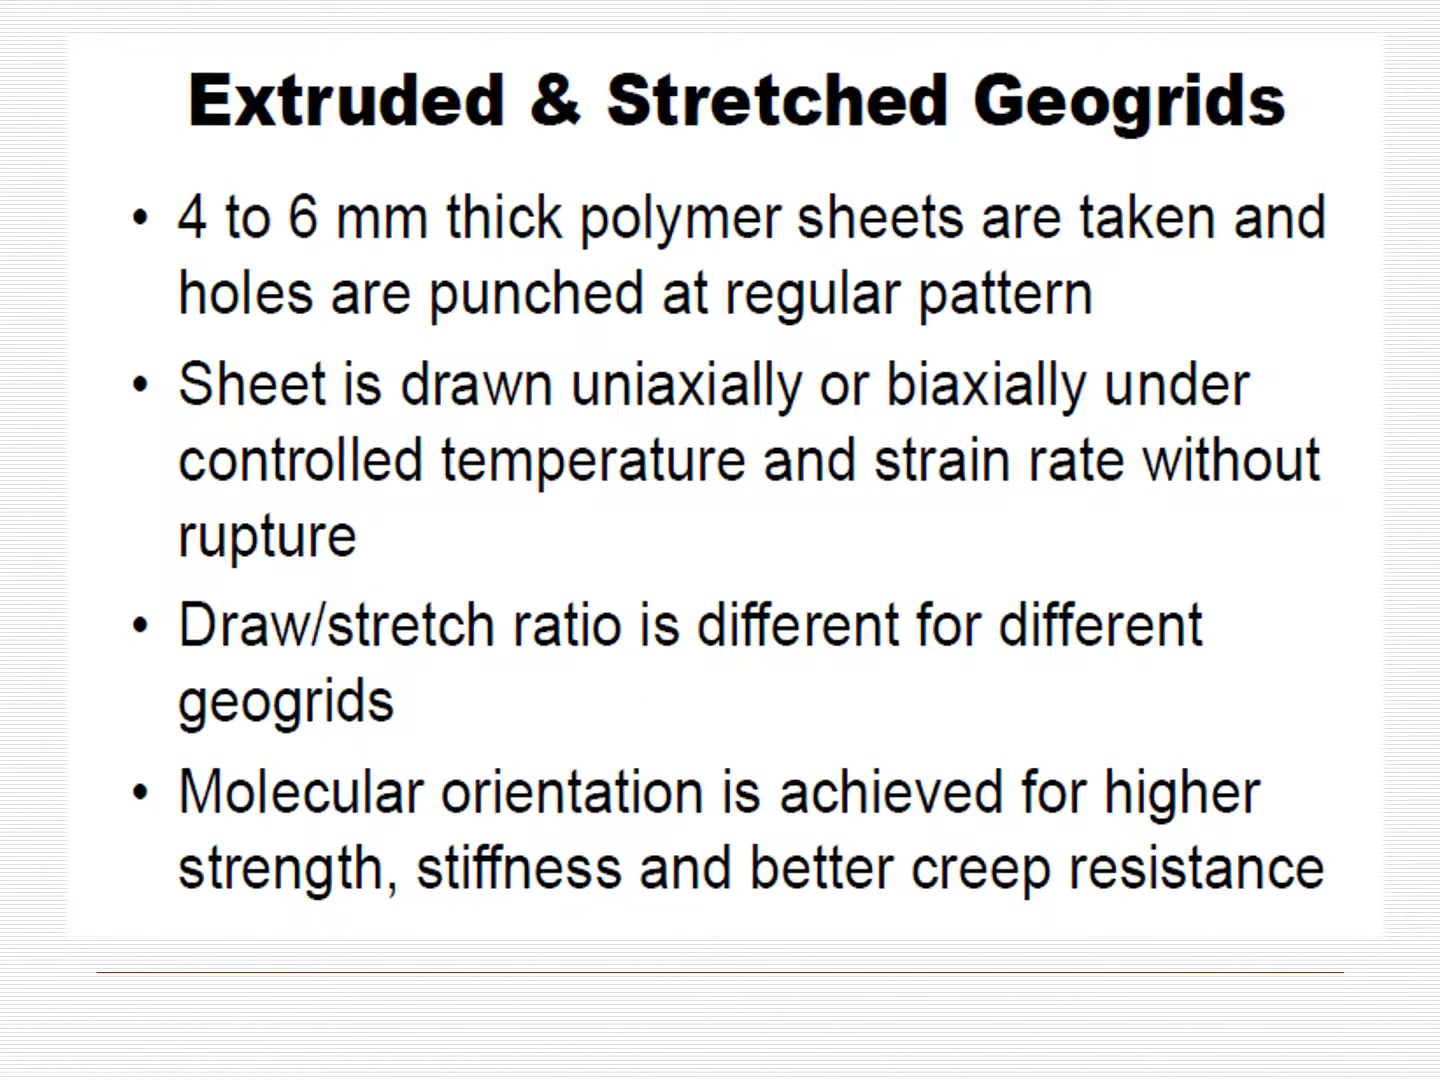 Extruded & Stretched Geogrids
• 4 to 6 mm thick polymer sheets are taken and
holes are punched at regular pattern
• Sheet is drawn uniaxially or biaxially under
controlled temperature and strain rate without
rupture
• Draw/stretch ratio is different for different
geogrids
• Molecular orientation is achieved for higher
strength, stiffness and better creep resistance